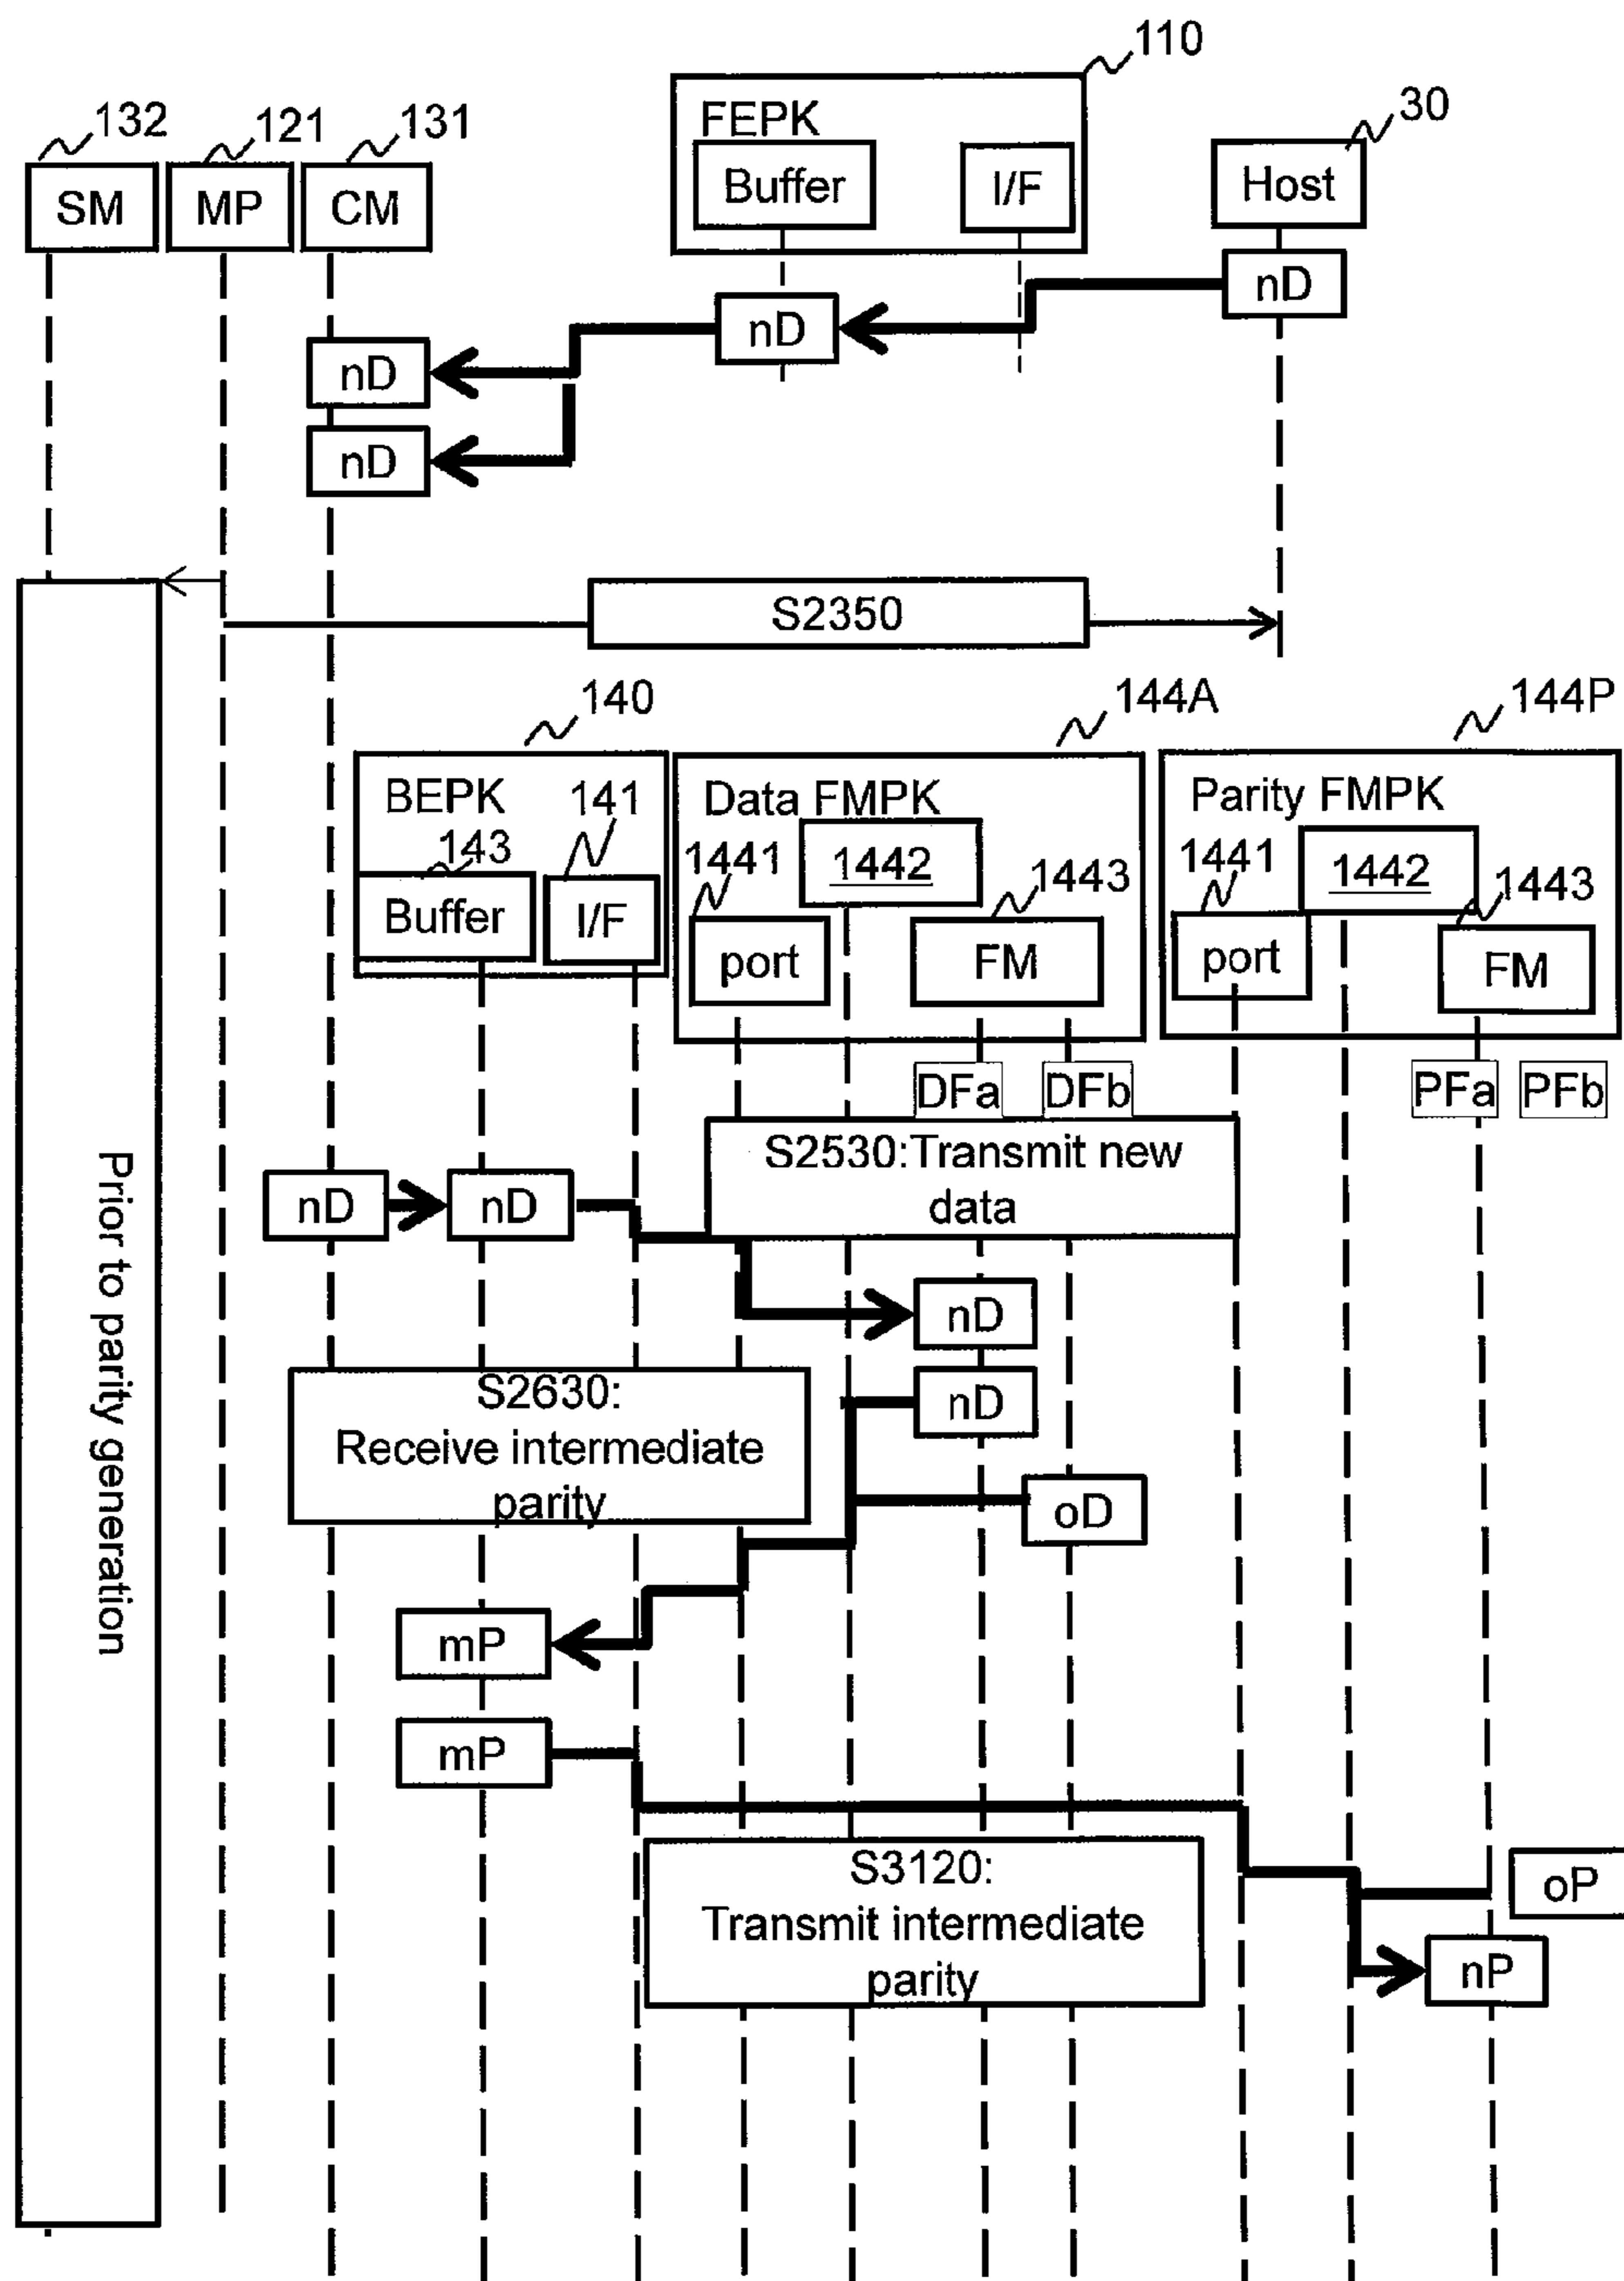 110
FEPK
Buffer
I/F
132
121
131
30
SM
MP
CM
Host
nD
nD
nD
nD
S2350
140
144A
144P
BEPK
141
143
Buffer
I/F
Data FMPK
1441
1442
1443
port
FM
Parity FMPK
1441
1442
1443
port
FM
DFa
DFb
PFa
PFb
Prior to parity generation
S2530:Transmit new
data
nD
nD
nD
S2630:
Receive intermediate
parity
nD
oD
mP
mP
S3120:
Transmit intermediate
parity
oP
nP